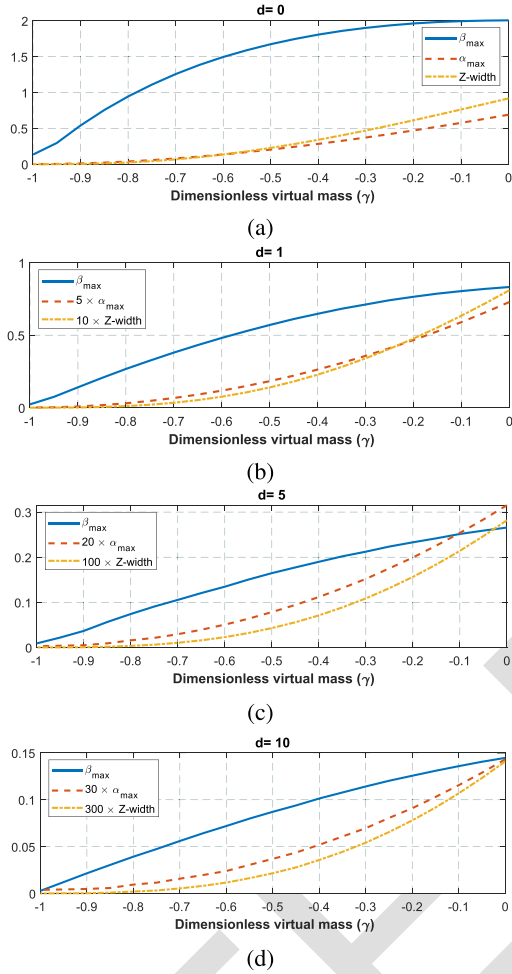 d= 0
2
1.5
1
0.5
0
β_max
α_max
Z-width
-1 -0.9 -0.8 -0.7 -0.6 -0.5 -0.4 -0.3 -0.2 -0.1 0
Dimensionless virtual mass (γ)
(a)
d= 1
1
0.5
0
β_max
5 × α_max
10 × Z-width
-1 -0.9 -0.8 -0.7 -0.6 -0.5 -0.4 -0.3 -0.2 -0.1 0
Dimensionless virtual mass (γ)
(b)
d= 5
0.3
0.2
0.1
0
β_max
20 × α_max
100 × Z-width
-1 -0.9 -0.8 -0.7 -0.6 -0.5 -0.4 -0.3 -0.2 -0.1 0
Dimensionless virtual mass (γ)
(c)
d= 10
0.15
0.1
0.05
0
β_max
30 × α_max
300 × Z-width
-1 -0.9 -0.8 -0.7 -0.6 -0.5 -0.4 -0.3 -0.2 -0.1 0
Dimensionless virtual mass (γ)
(d)